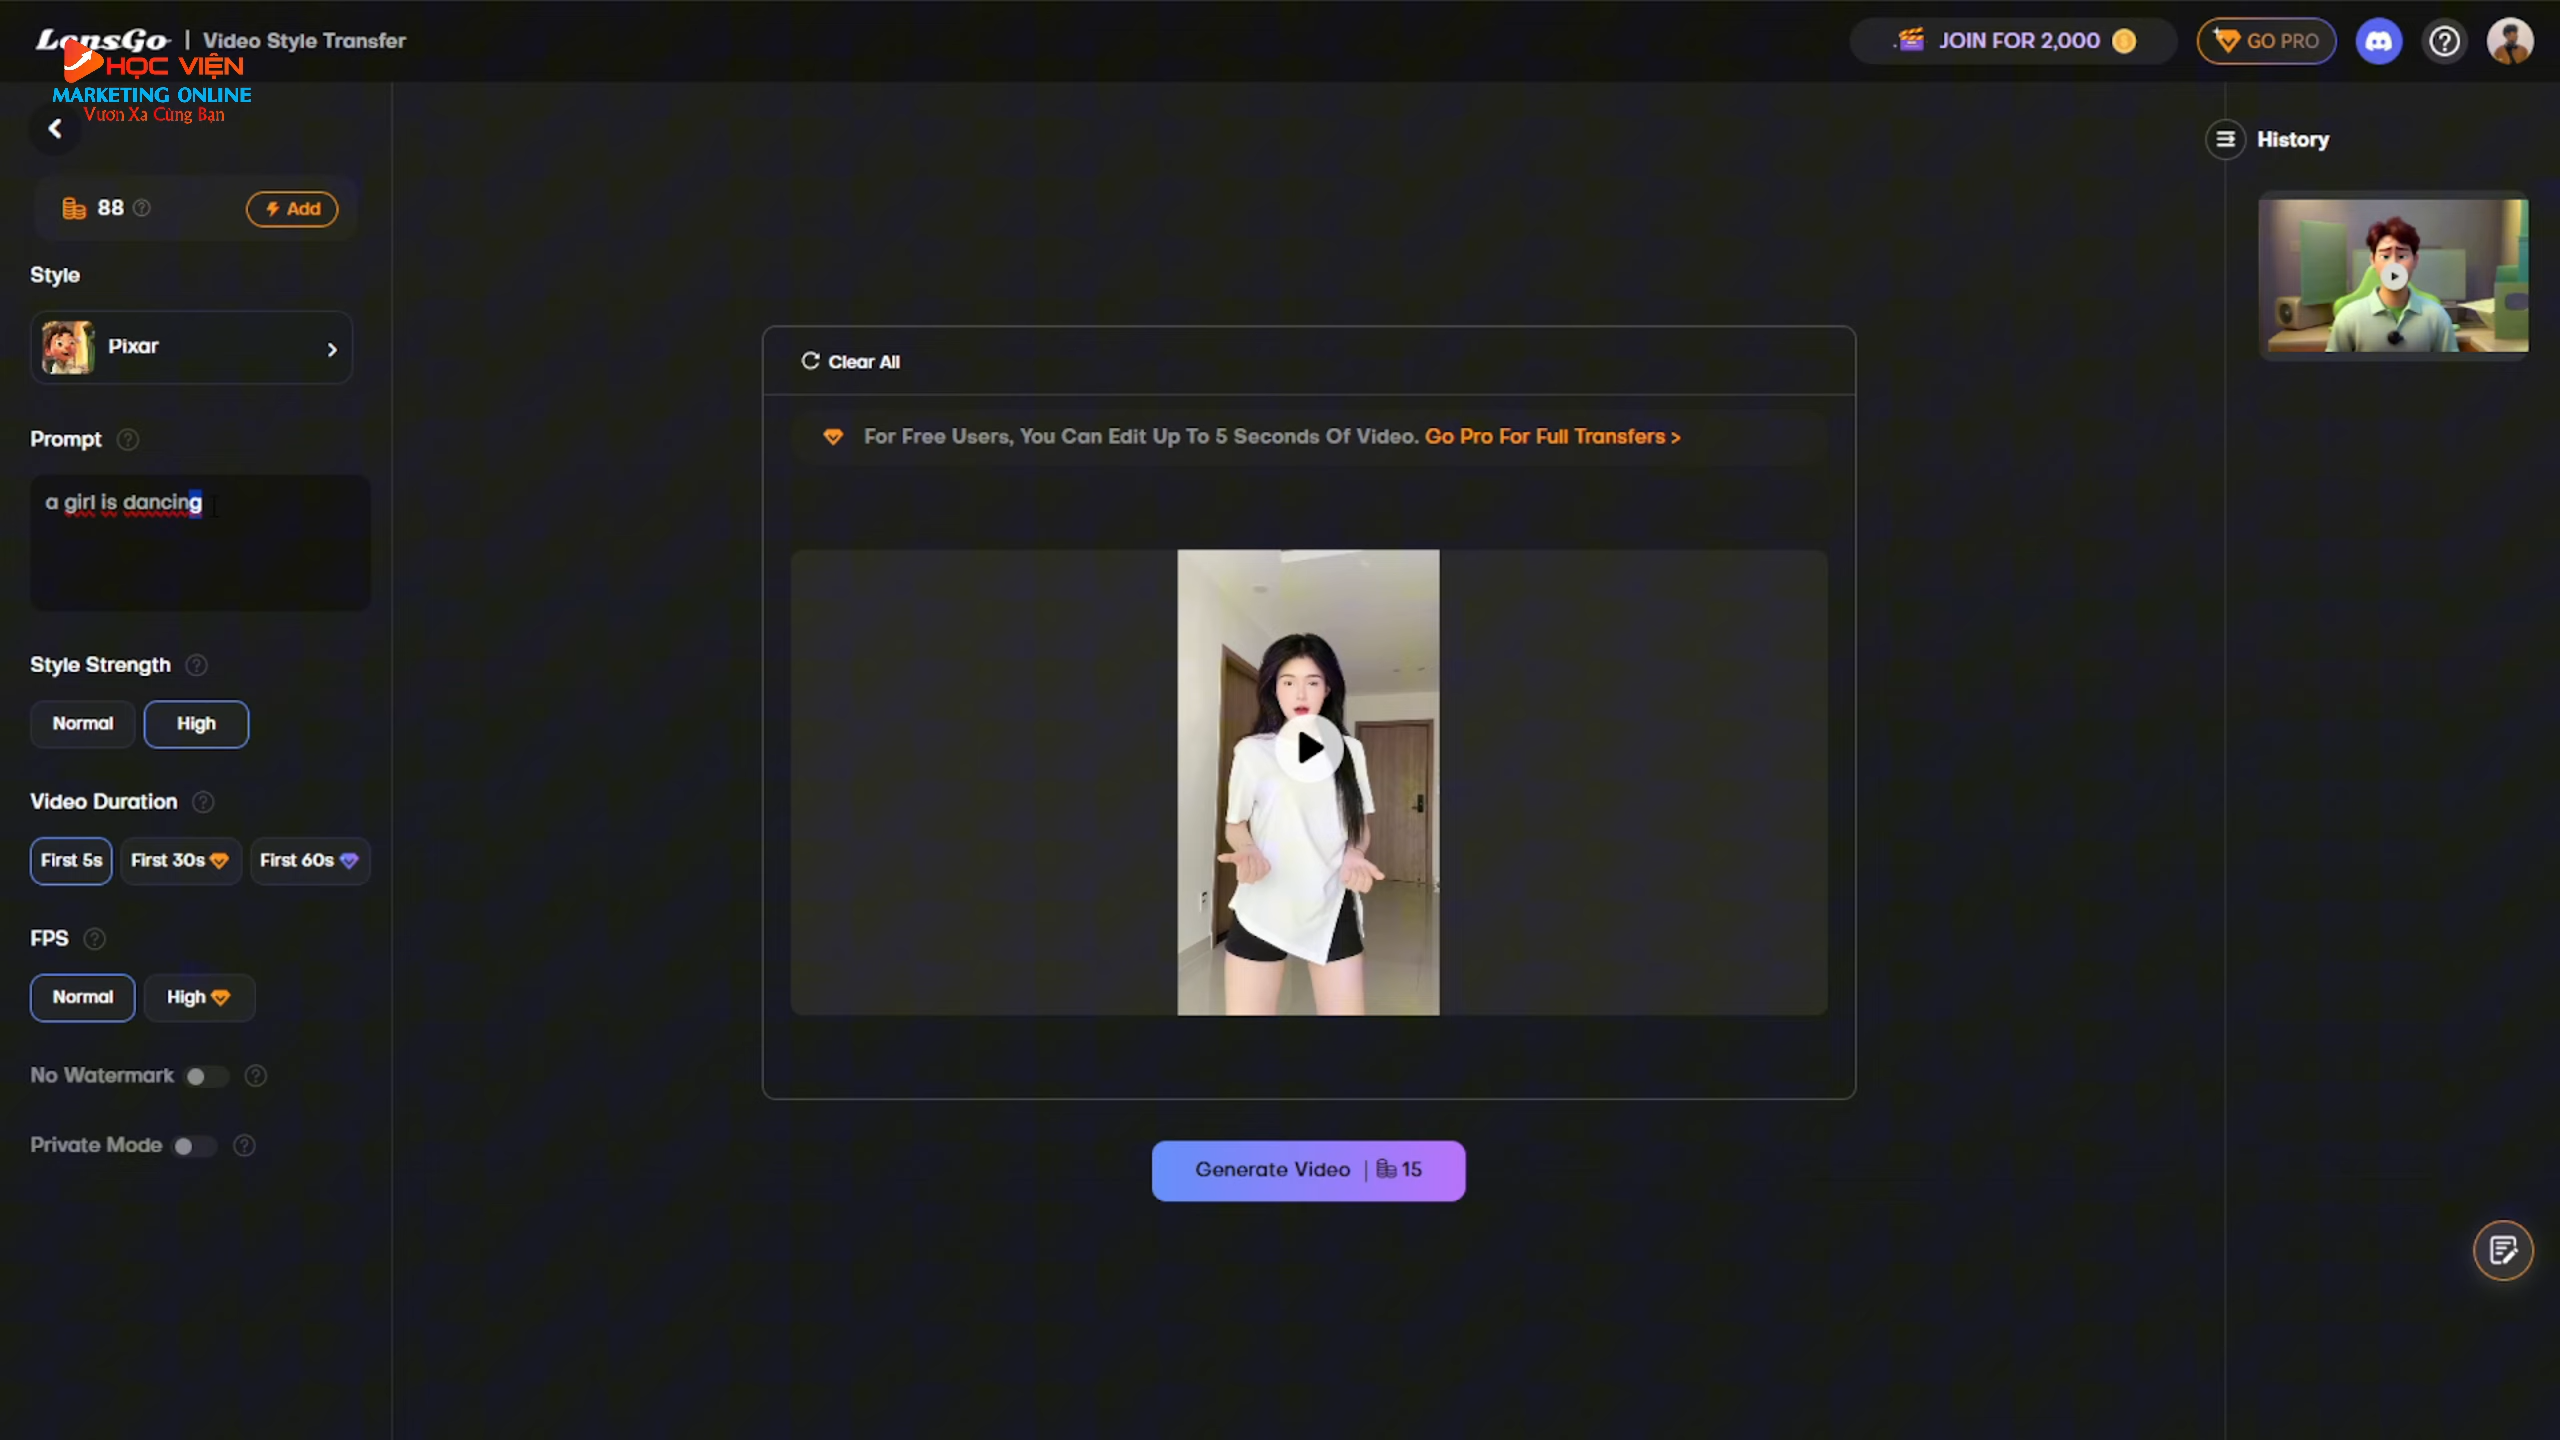 LensGo | Video Style Transfer
JOIN FOR 2,000
GO PRO
HỌC VIỆN
MARKETING ONLINE
Vươn Xa Cùng Bạn
History
88
Add
Style
Pixar
Clear All
For Free Users, You Can Edit Up To 5 Seconds Of Video. Go Pro For Full Transfers >
Prompt
a girl is dancing
Style Strength
Normal
High
Video Duration
First 5s
First 30s
First 60s
FPS
Normal
High
No Watermark
Private Mode
Generate Video | 15